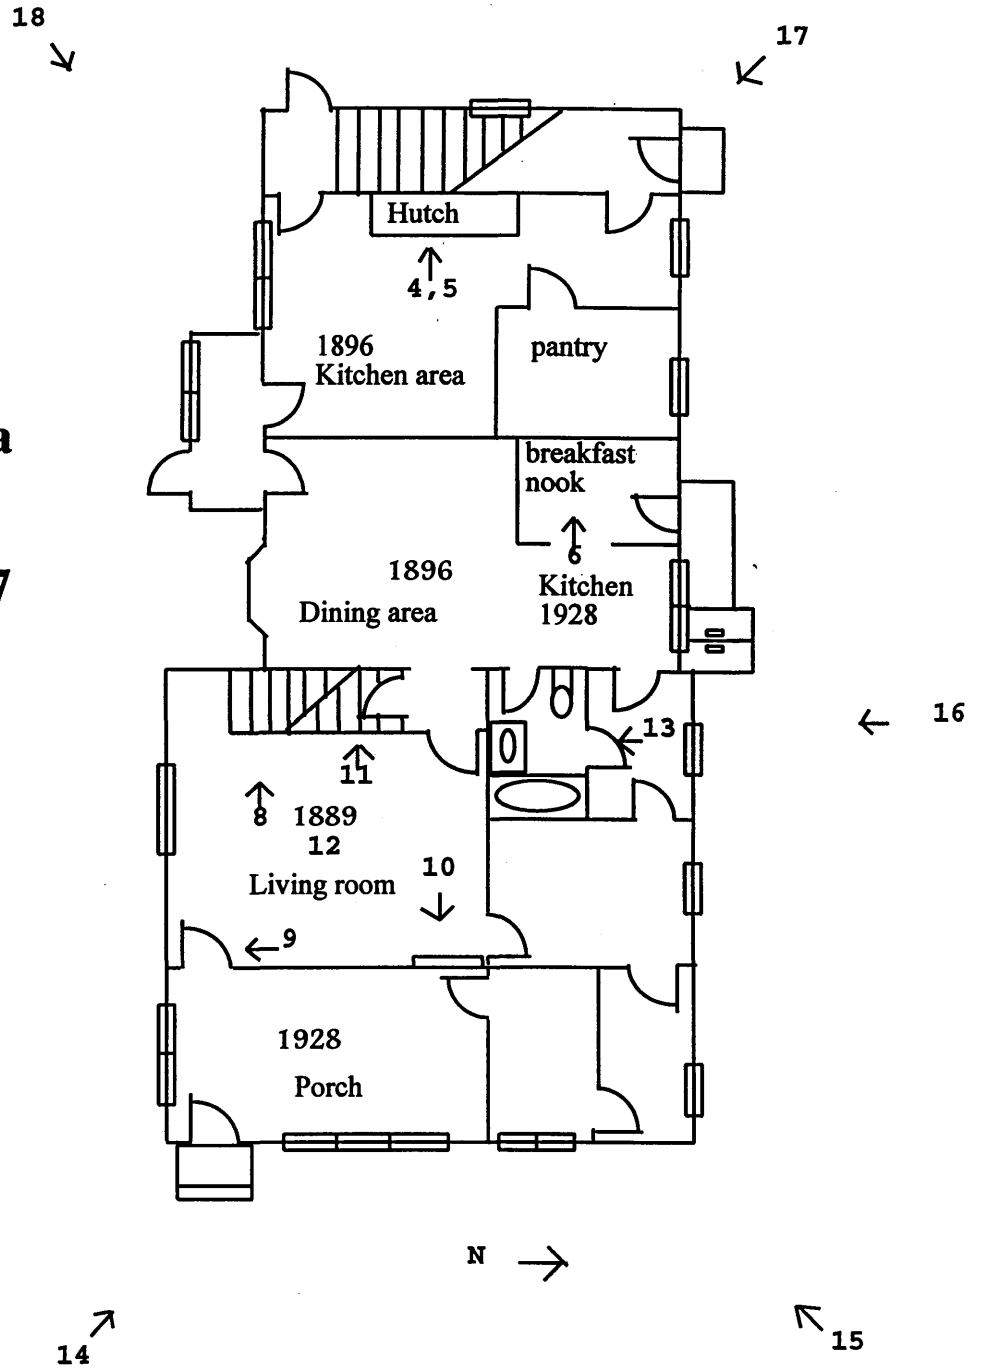 18
17
Hutch
4,5
1896
Kitchen area
pantry
a
breakfast
nook
1896
Dining area
6
Kitchen
1928
7
16
13
11
8
1889
12
10
Living room
9
1928
Porch
N
14
15